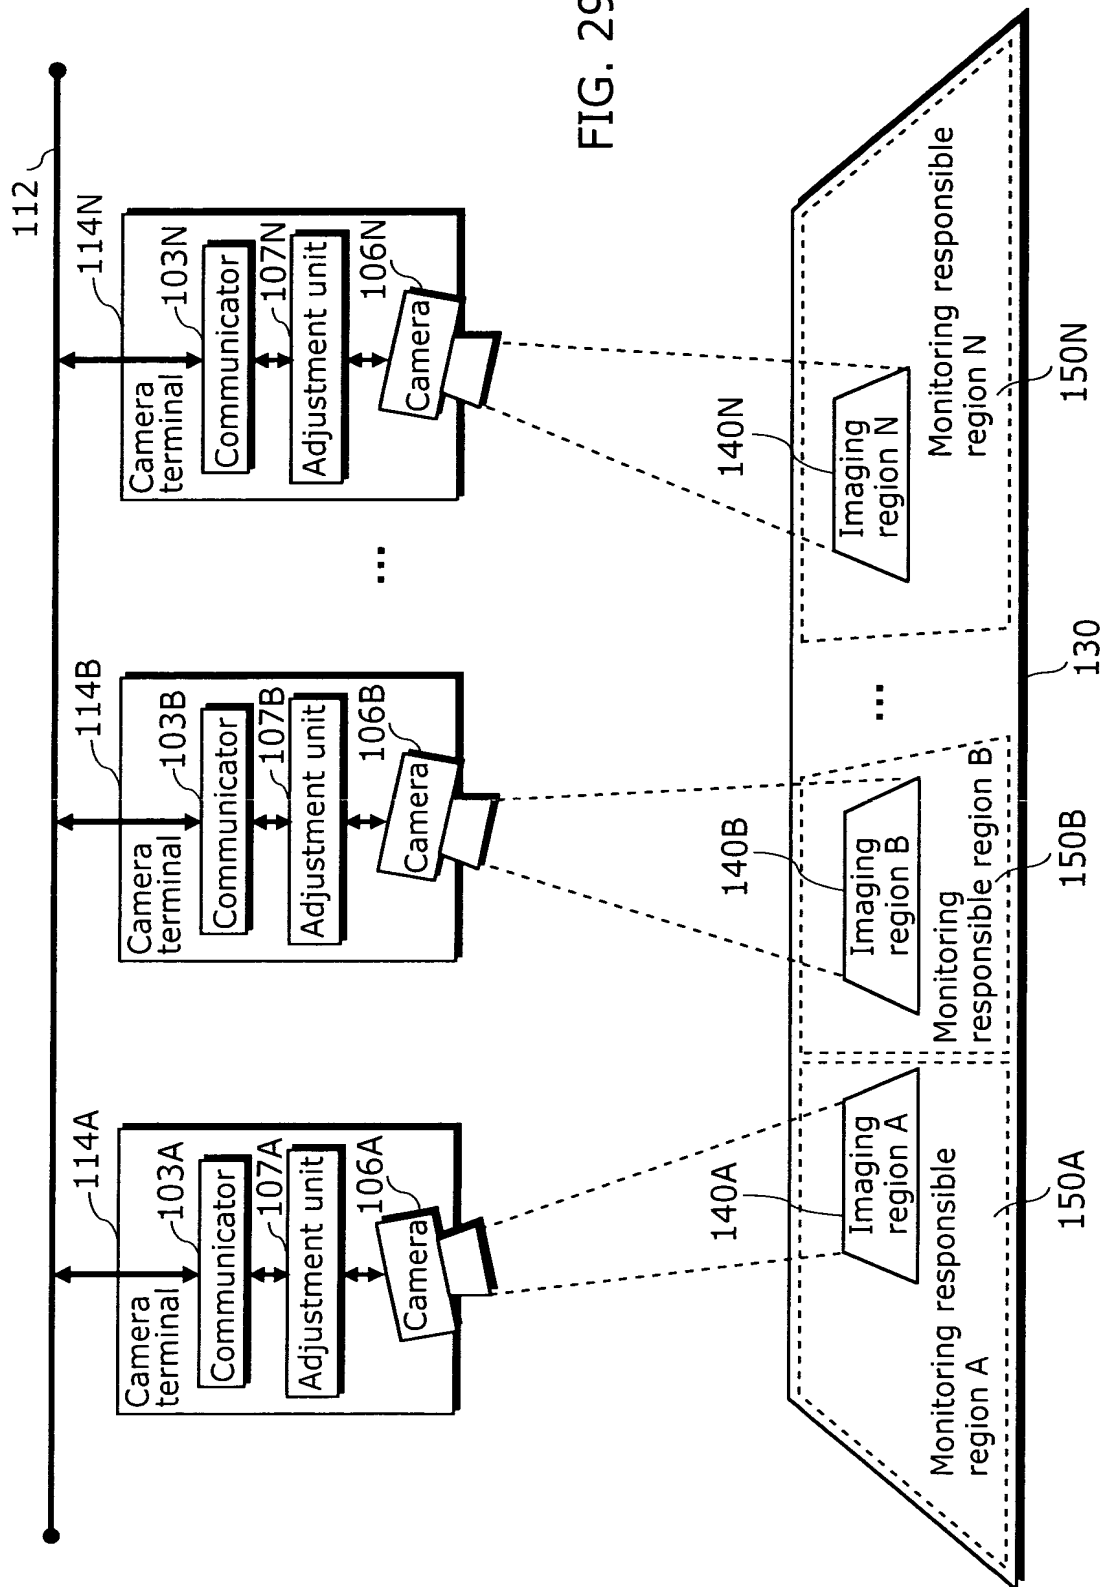 FIG. 29
112
114A
Camera
terminal
103A
Communicator
107A
Adjustment unit
106A
Camera
114B
Camera
terminal
103B
Communicator
107B
Adjustment unit
106B
Camera
...
114N
Camera
terminal
103N
Communicator
107N
Adjustment unit
106N
Camera
140A
Imaging
region A
Monitoring responsible
region A
150A
140B
Imaging
region B
Monitoring
responsible region B
150B
...
130
140N
Imaging
region N
Monitoring responsible
region N
150N